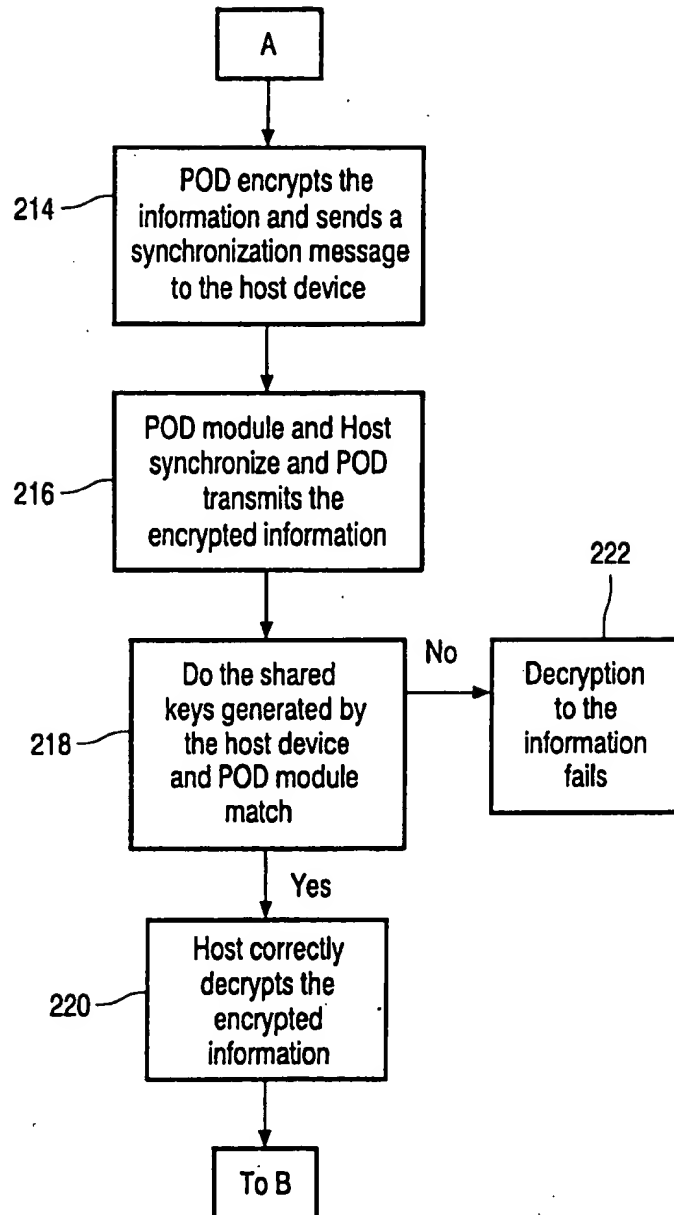 A
214
POD encrypts the
information and sends a
synchronization message
to the host device
216
POD module and Host
synchronize and POD
transmits the
encrypted information
222
218
Do the shared
keys generated by
the host device
and POD module
match
No
Decryption
to the
information
fails
Yes
220
Host correctly
decrypts the
encrypted
information
To B